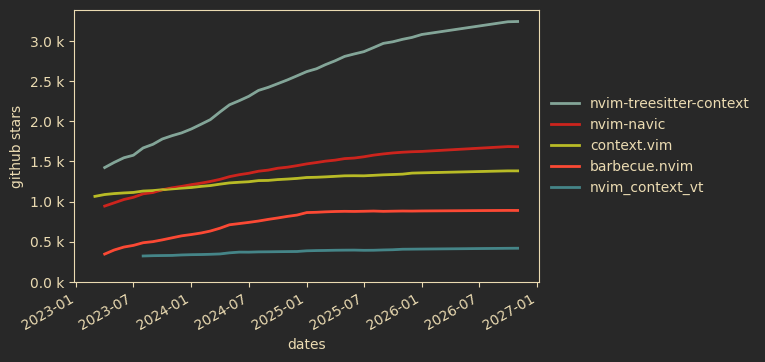 github stars
3.0 k
2.5 k
2.0 k
1.5 k
1.0 k
0.5 k
0.0 k
2023-01
2023-07
2024-01
2024-07
2025-01
2025-07
2026-01
2026-07
2027-01
dates
nvim-treesitter-context
nvim-navic
context.vim
barbecue.nvim
nvim_context_vt